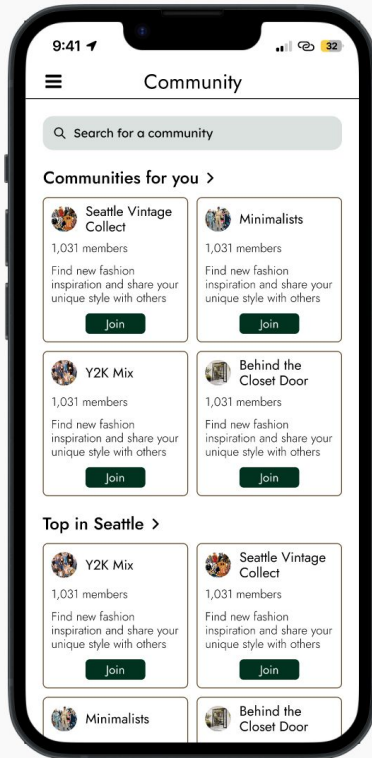 9:41
32
Community
Search for a community
Communities for you >
Seattle Vintage
Collect
1,031 members
Find new fashion
inspiration and share your
unique style with others
Join
Minimalists
1,031 members
Find new fashion
inspiration and share your
unique style with others
Join
Y2K Mix
1,031 members
Find new fashion
inspiration and share your
unique style with others
Join
Behind the
Closet Door
1,031 members
Find new fashion
inspiration and share your
unique style with others
Join
Top in Seattle >
Y2K Mix
1,031 members
Find new fashion
inspiration and share your
unique style with others
Join
Seattle Vintage
Collect
1,031 members
Find new fashion
inspiration and share your
unique style with others
Join
Minimalists
Behind the
Closet Door